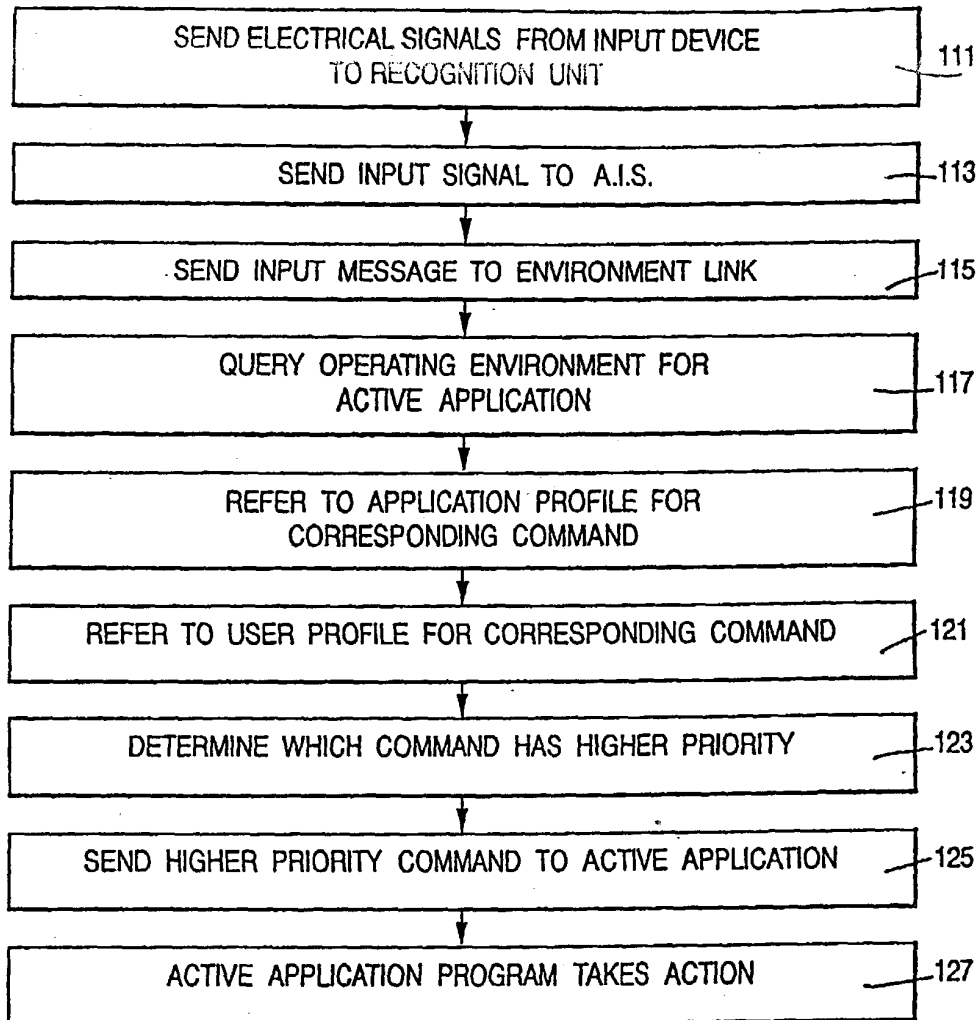 SEND ELECTRICAL SIGNALS FROM INPUT DEVICE
TO RECOGNITION UNIT
111
SEND INPUT SIGNAL TO A.I.S.
113
SEND INPUT MESSAGE TO ENVIRONMENT LINK
115
QUERY OPERATING ENVIRONMENT FOR
ACTIVE APPLICATION
117
REFER TO APPLICATION PROFILE FOR
CORRESPONDING COMMAND
119
REFER TO USER PROFILE FOR CORRESPONDING COMMAND
121
DETERMINE WHICH COMMAND HAS HIGHER PRIORITY
123
SEND HIGHER PRIORITY COMMAND TO ACTIVE APPLICATION
125
ACTIVE APPLICATION PROGRAM TAKES ACTION
127